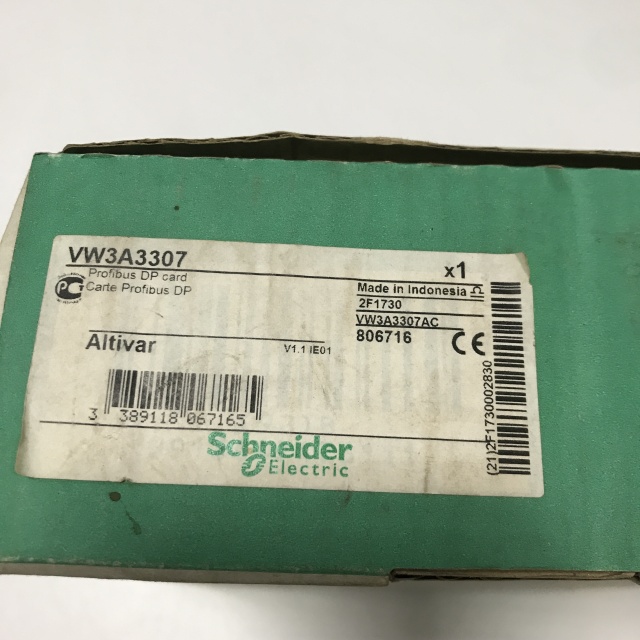 VW3A3307
x1
Profibus DP card
Carte Profibus DP
Made in Indonesia
2F1730
VW3A3307AC
Altivar
V1.1 IE01
806716
CE
3 389118 067165
Schneider
Electric
(21)2F1730002830